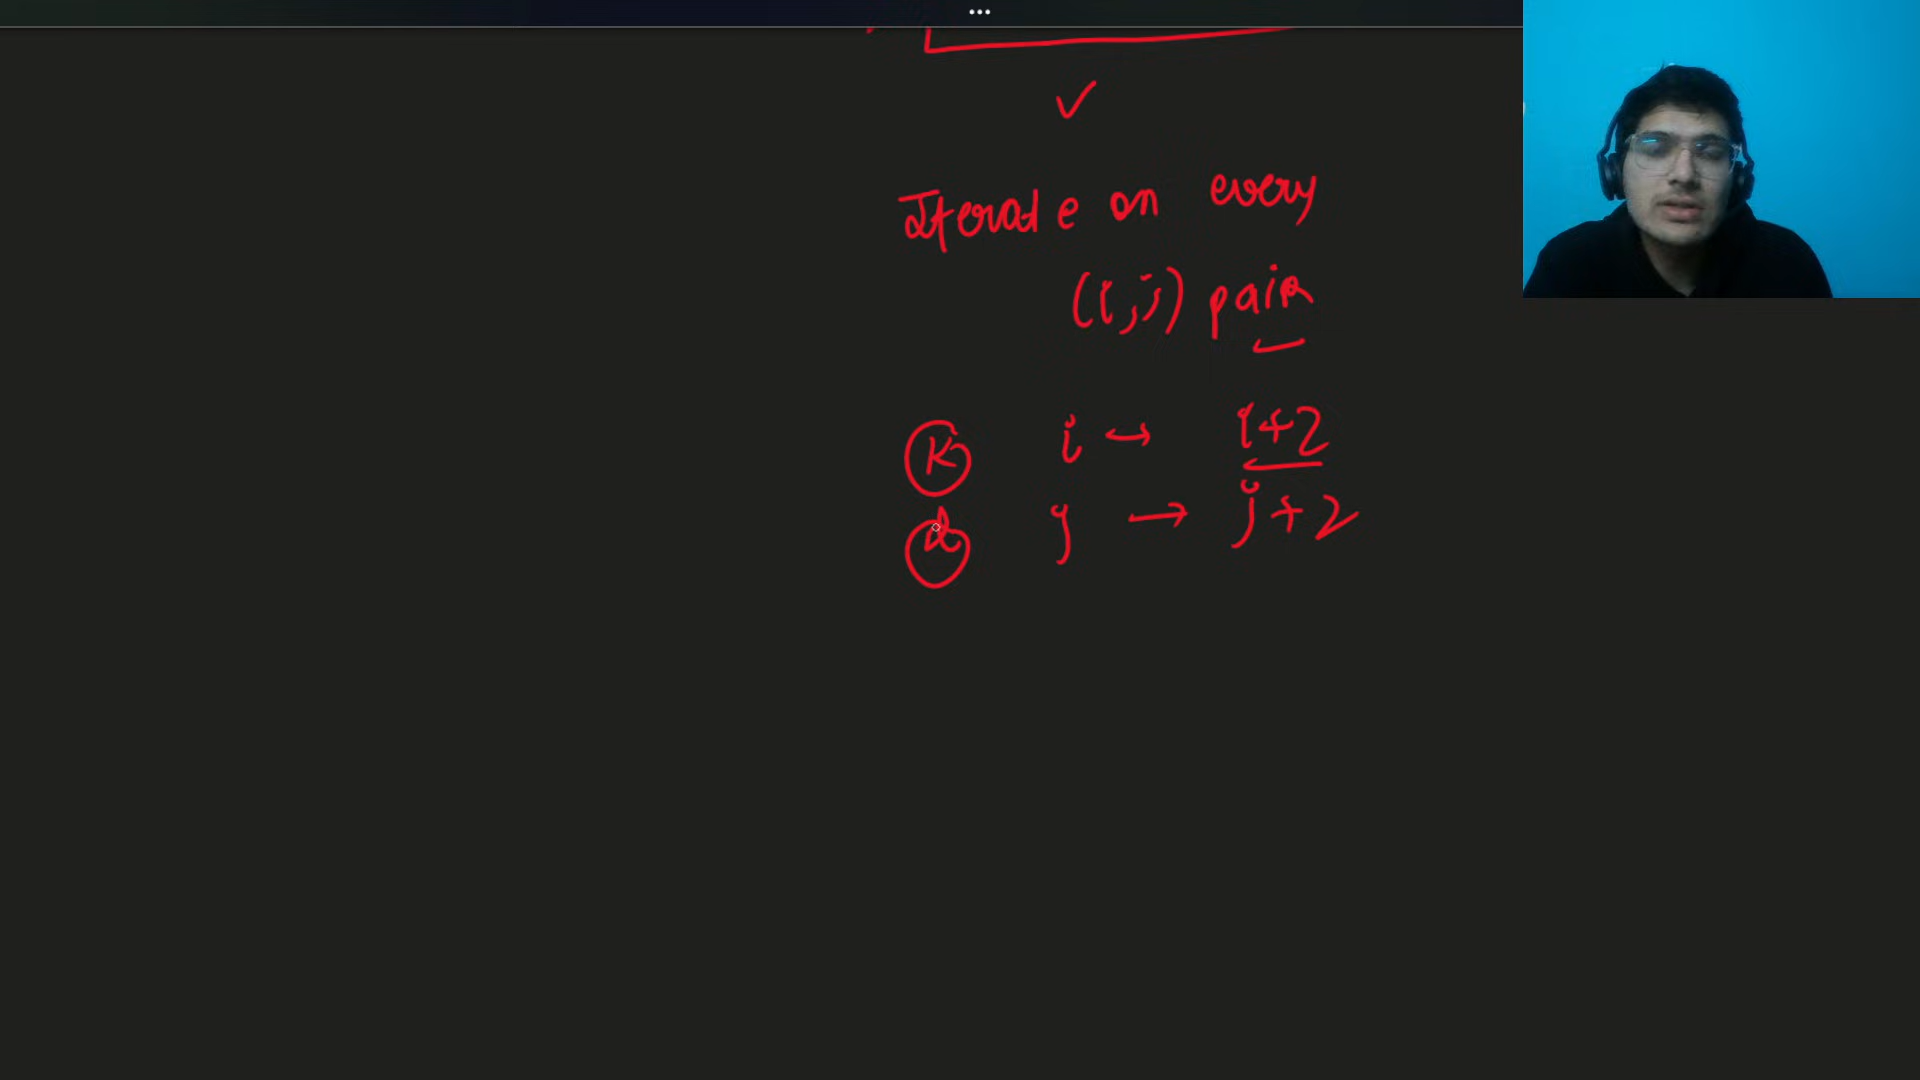 ...
✓
Iterate on every
(i,j) pair
K i ↔ i+2
l j → j+2